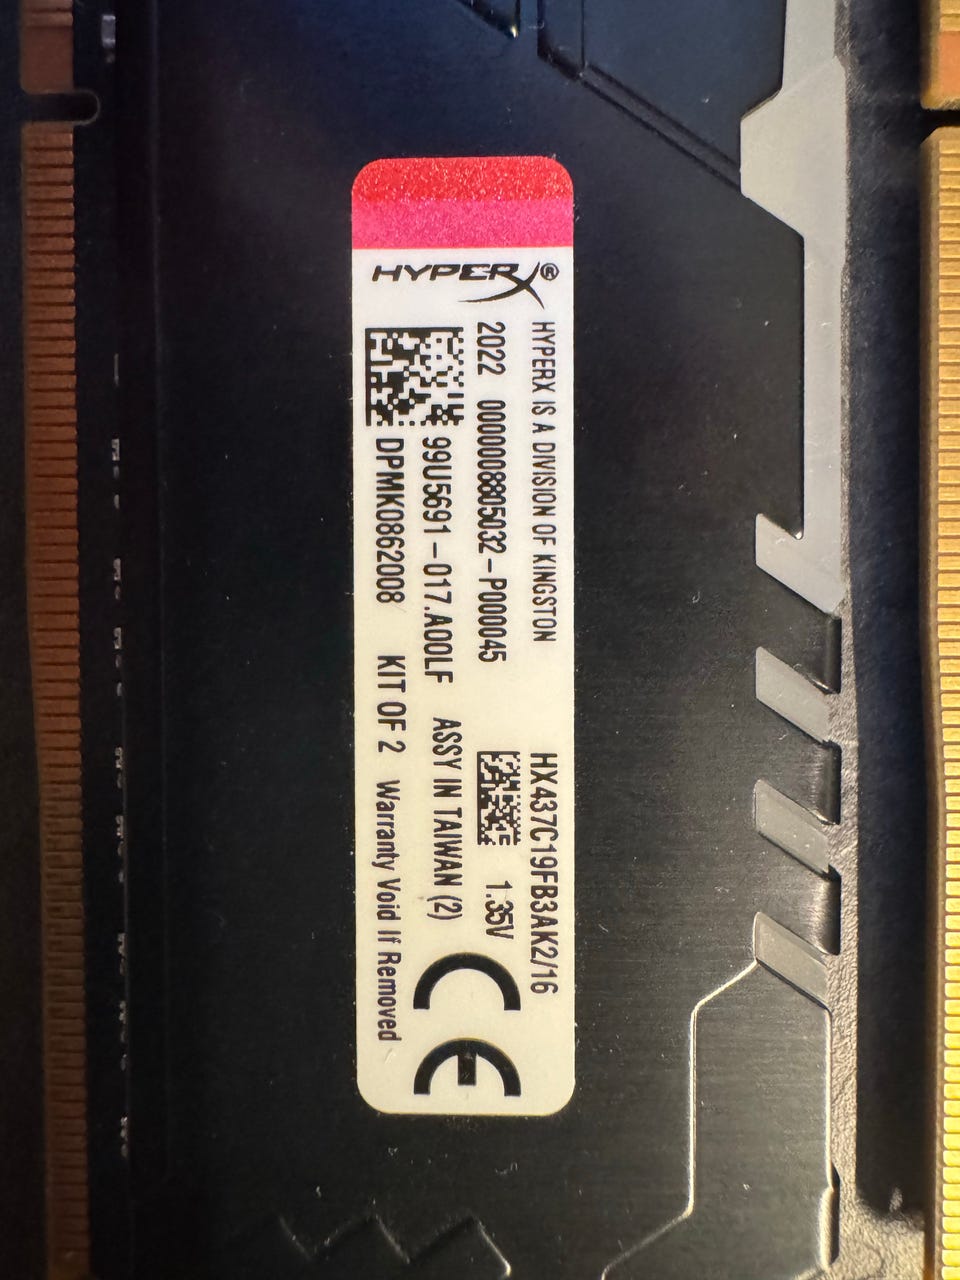 HYPERX®
HYPERX IS A DIVISION OF KINGSTON HX437C19FB3AK2/16
2022 000008805032-P000045 1.35V
99U5691-017.A00LF ASSY IN TAIWAN (2)
DPMK0862008 KIT OF 2 Warranty Void If Removed
CE